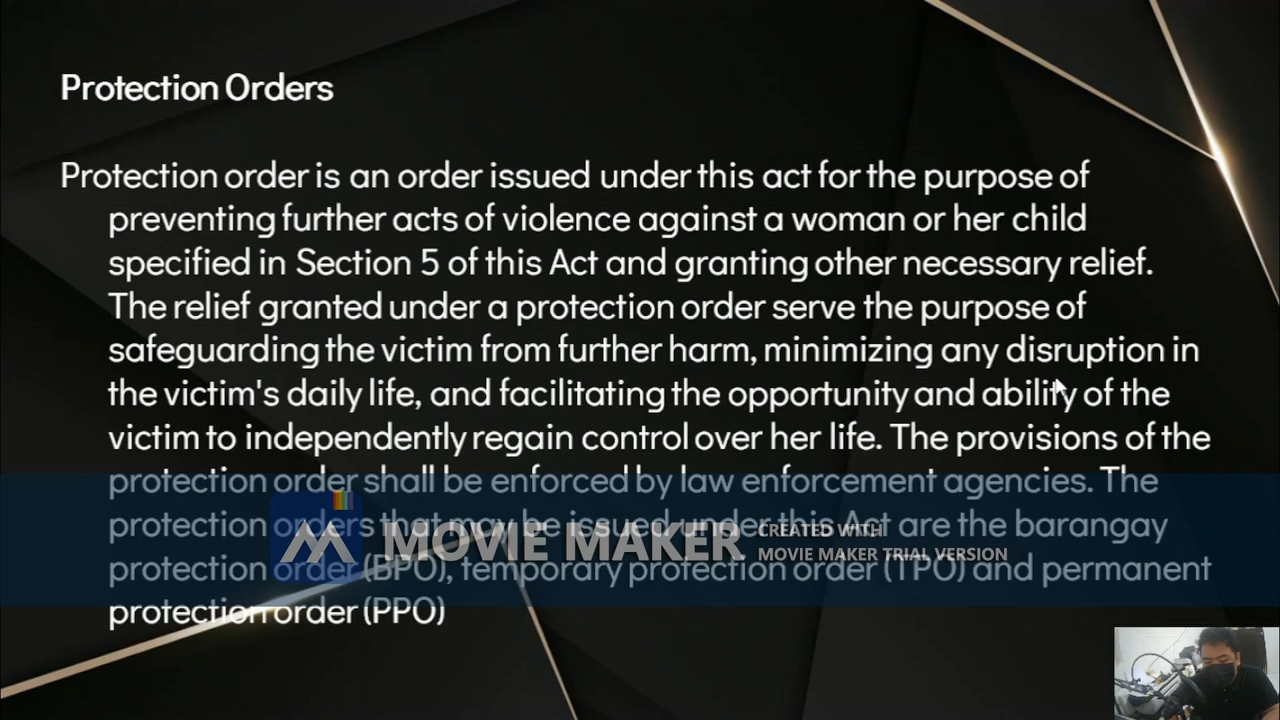 Protection Orders
Protection order is an order issued under this act for the purpose of
preventing further acts of violence against a woman or her child
specified in Section 5 of this Act and granting other necessary relief.
The relief granted under a protection order serve the purpose of
safeguarding the victim from further harm, minimizing any disruption in
the victim's daily life, and facilitating the opportunity and ability of the
victim to independently regain control over her life. The provisions of the
protection order shall be enforced by law enforcement agencies. The
protection orders that may be issued under this Act are the barangay
MOVIE MAKER
CREATED WITH
MOVIE MAKER TRIAL VERSION
protection order (BPO), temporary protection order (TPO) and permanent
protection order (PPO)